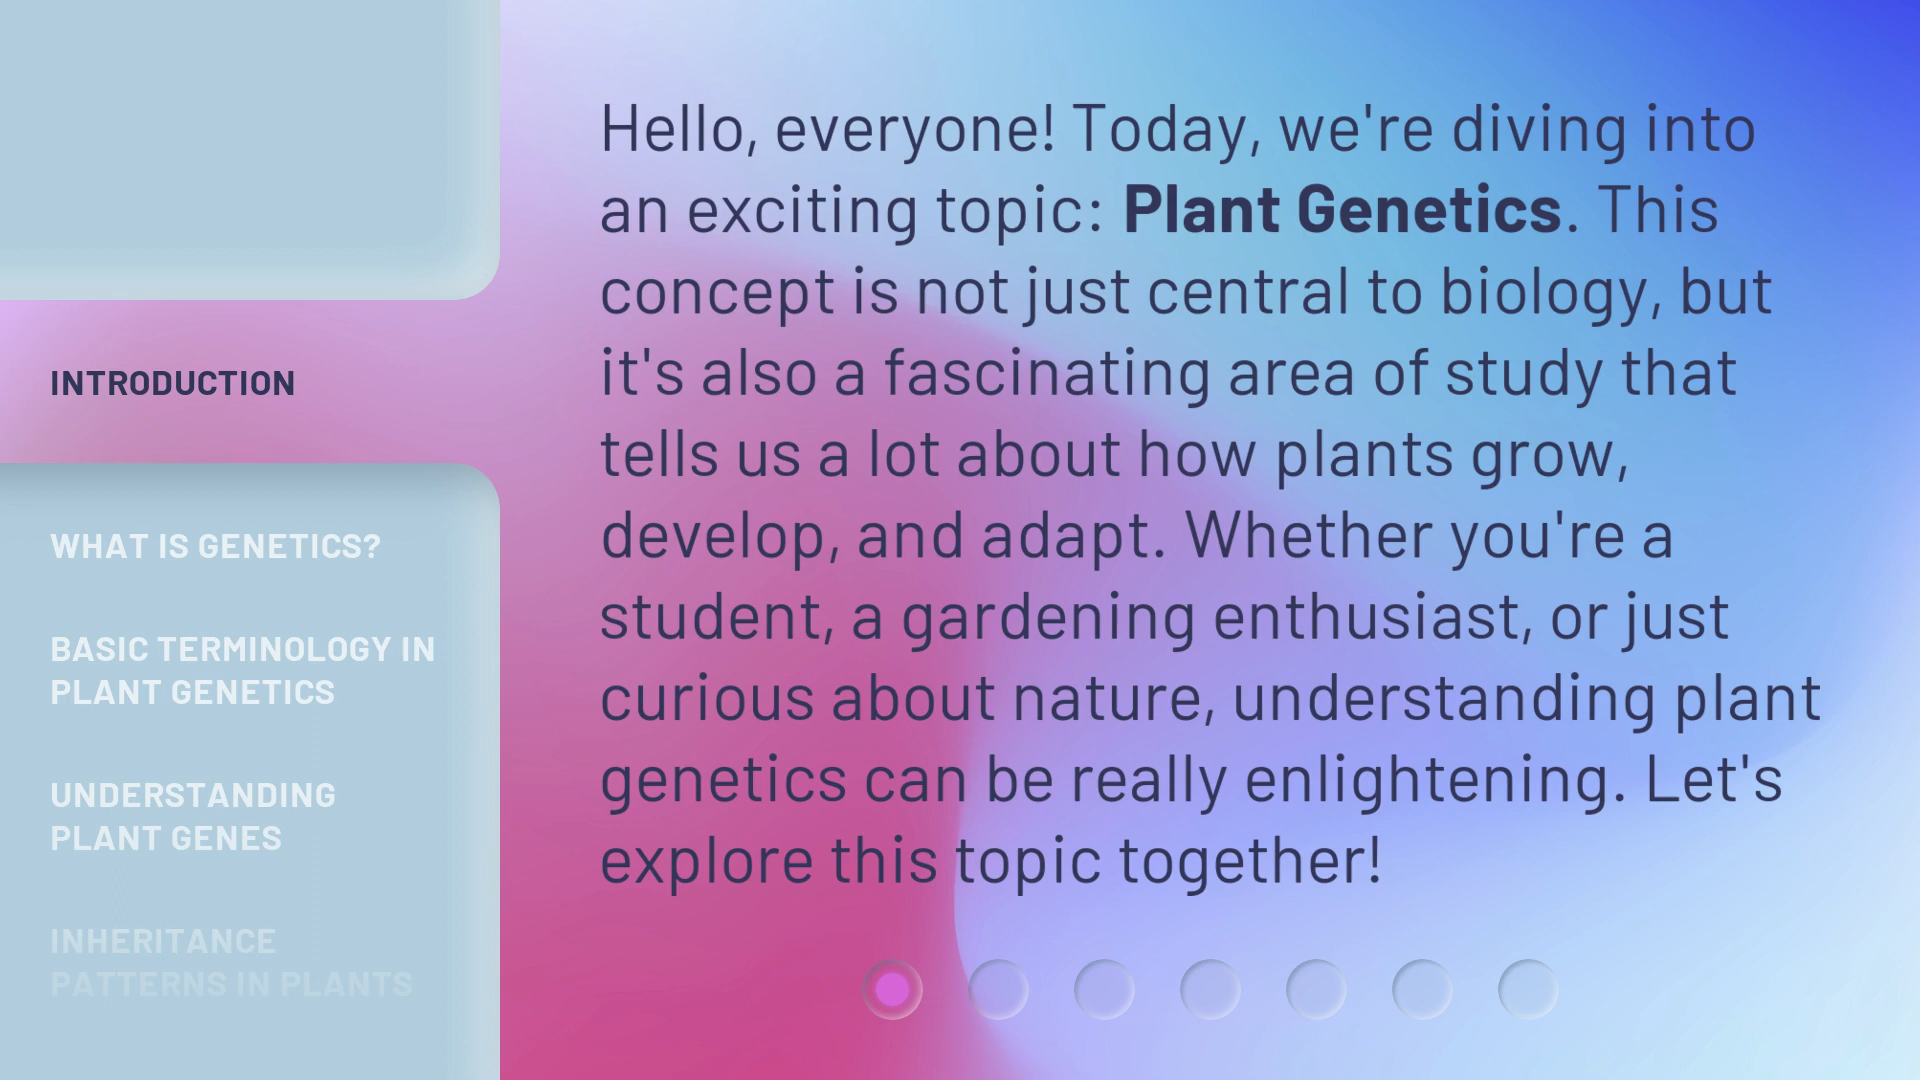 INTRODUCTION
WHAT IS GENETICS?
BASIC TERMINOLOGY IN
PLANT GENETICS
UNDERSTANDING
PLANT GENES
INHERITANCE
PATTERNS IN PLANTS
Hello, everyone! Today, we're diving into
an exciting topic: Plant Genetics. This
concept is not just central to biology, but
it's also a fascinating area of study that
tells us a lot about how plants grow,
develop, and adapt. Whether you're a
student, a gardening enthusiast, or just
curious about nature, understanding plant
genetics can be really enlightening. Let's
explore this topic together!